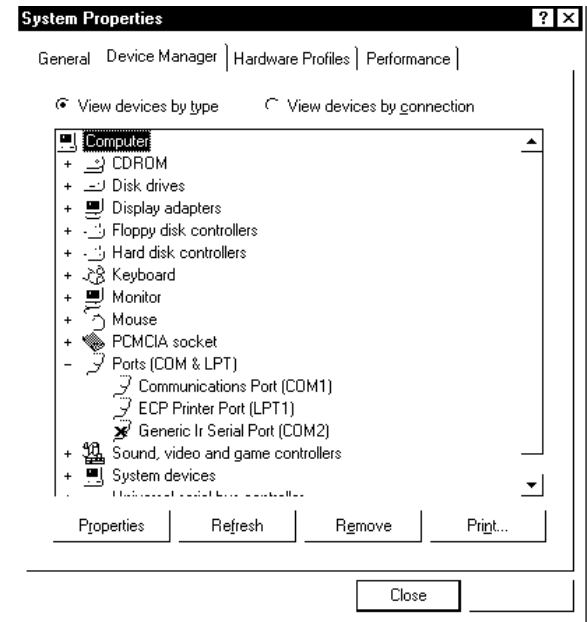 System Properties ? X
General Device Manager Hardware Profiles Performance
View devices by type View devices by connection
Computer
+ CDROM
+ Disk drives
+ Display adapters
+ Floppy disk controllers
+ Hard disk controllers
+ Keyboard
+ Monitor
+ Mouse
+ PCMCIA socket
- Ports (COM & LPT)
Communications Port (COM1)
ECP Printer Port (LPT1)
Generic Ir Serial Port (COM2)
+ Sound, video and game controllers
+ System devices
Properties Refresh Remove Print...
Close